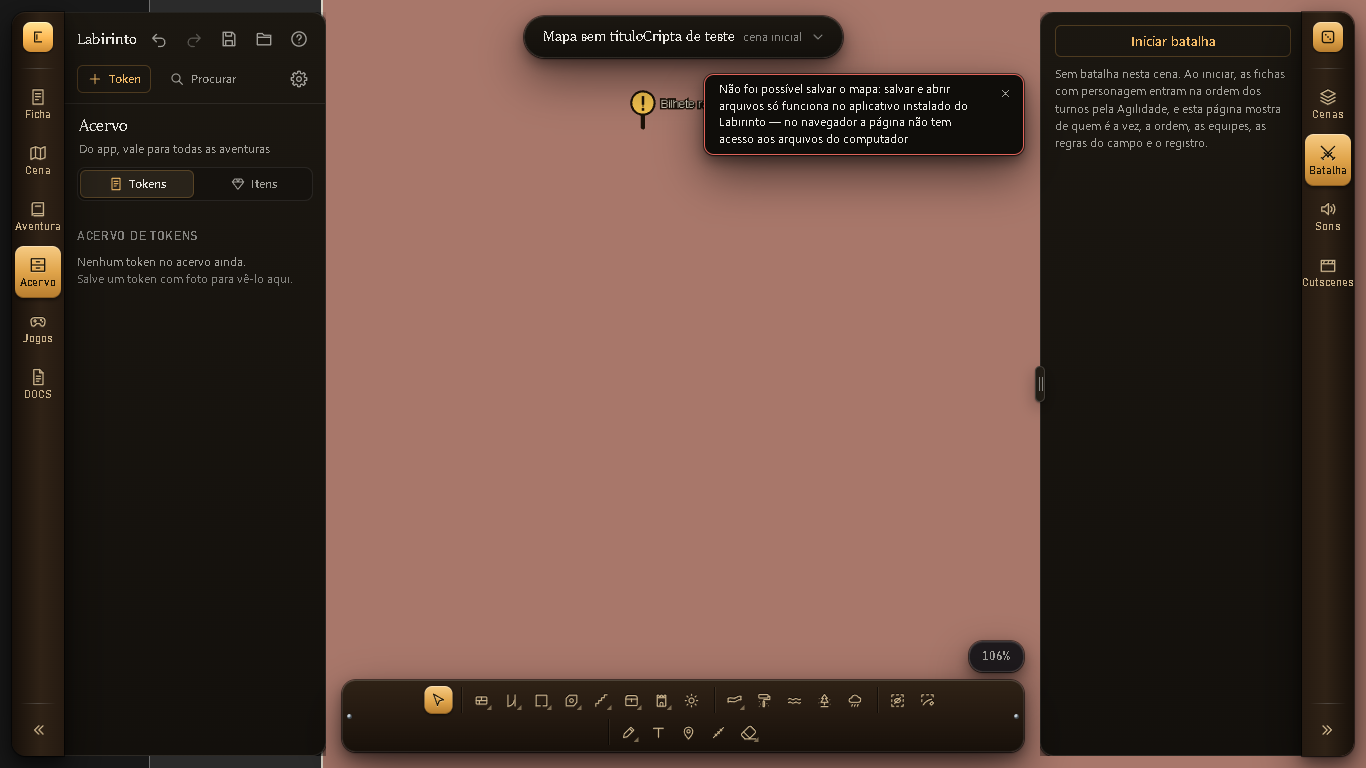 Labirinto
Token
Procurar
Ficha
Cena
Aventura
Acervo
Jogos
DOCS
Acervo
Do app, vale para todas as aventuras
Tokens
Itens
ACERVO DE TOKENS
Nenhum token no acervo ainda.
Salve um token com foto para vê-lo aqui.
Mapa sem títuloCripta de teste cena inicial
Bilhete
Não foi possível salvar o mapa: salvar e abrir
arquivos só funciona no aplicativo instalado do
Labirinto — no navegador a página não tem
acesso aos arquivos do computador
106%
Iniciar batalha
Sem batalha nesta cena. Ao iniciar, as fichas
com personagem entram na ordem dos
turnos pela Agilidade, e esta página mostra
de quem é a vez, a ordem, as equipes, as
regras do campo e o registro.
Cenas
Batalha
Sons
Cutscenes